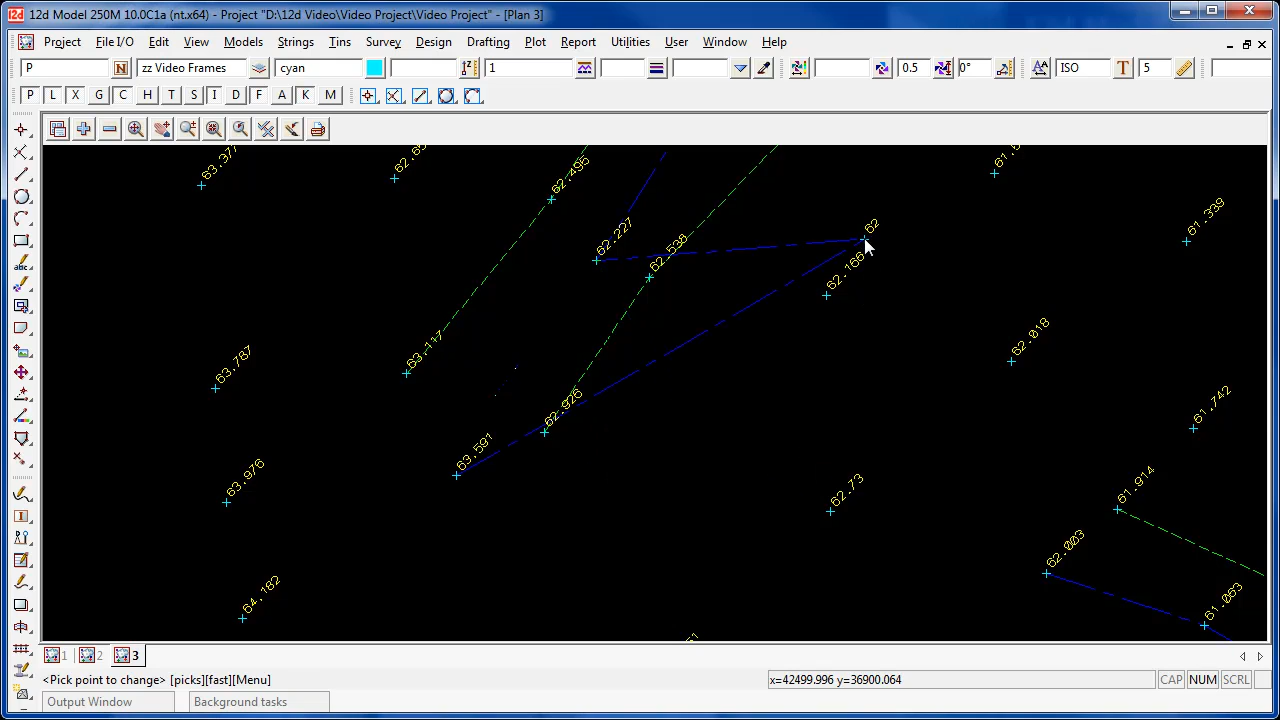 12d Model 250M 10.0C1a (nt.x64) - Project "D:\12d Video\Video Project\Video Project" - [Plan 3]
Project File I/O Edit View Models Strings Tins Survey Design Drafting Plot Report Utilities User Window Help
P N zz Video Frames cyan 1 0.5 0° ISO T 5
P L X G C H T S I D F A K M
63.377
62.495
62.227
62.538
62
62.166
61.339
63.117
63.787
62.018
62.925
61.742
63.591
63.976
62.73
61.914
62.003
64.182
61.063
1 2 3
<Pick point to change> [picks][fast][Menu] x=42499.996 y=36900.064 CAP NUM SCRL
Output Window Background tasks